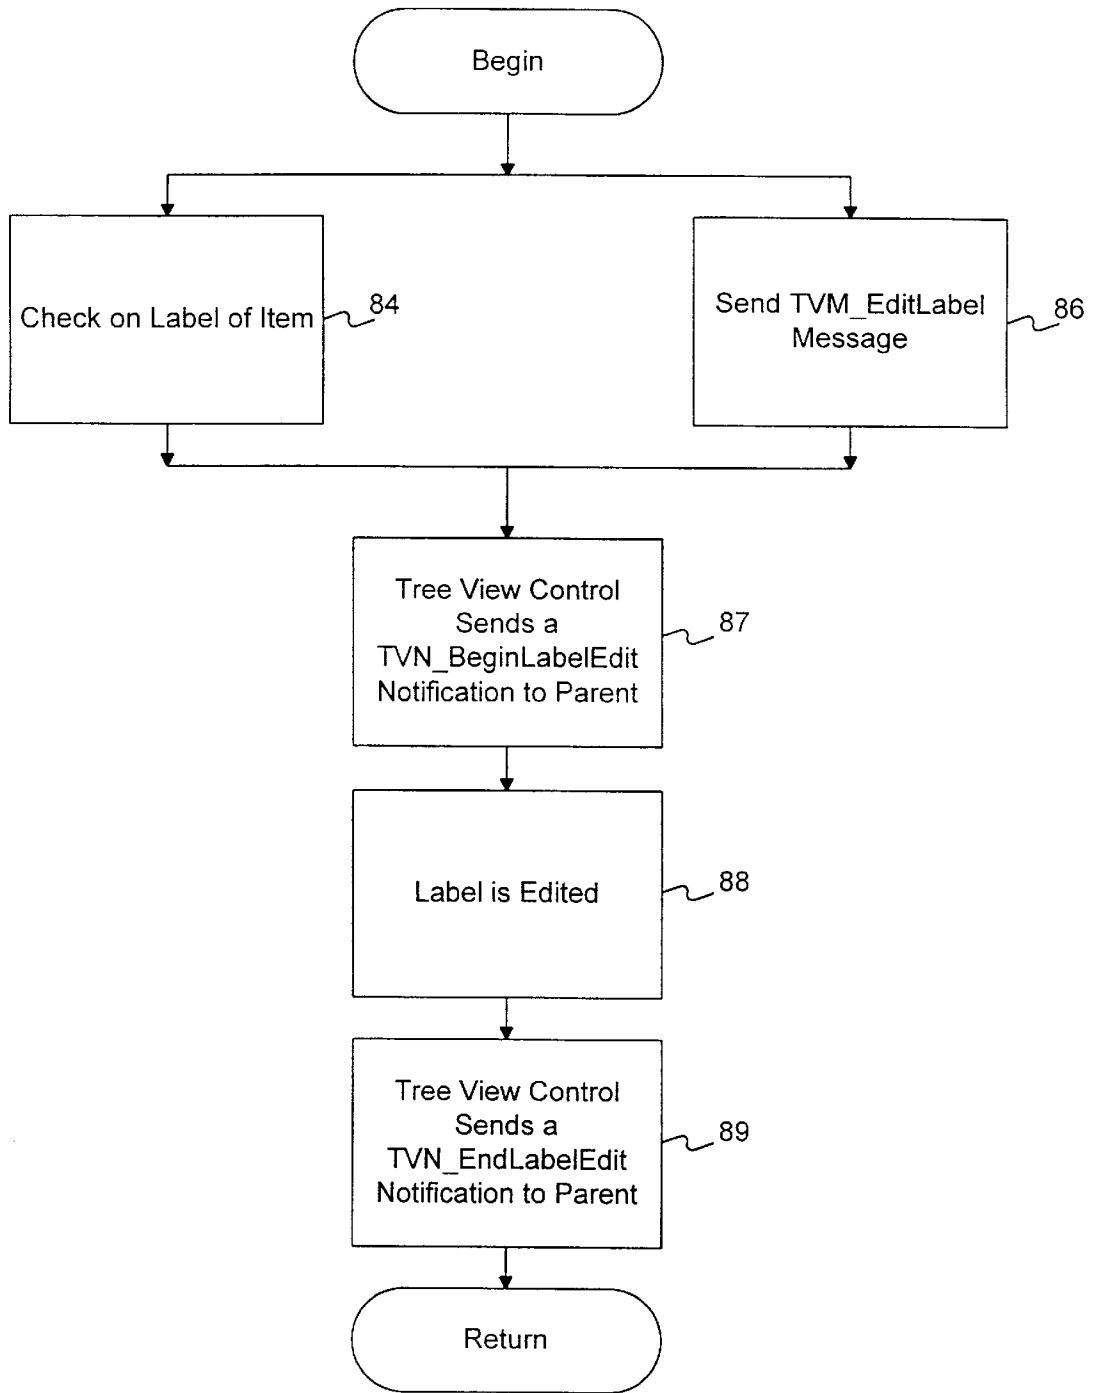 Begin
Check on Label of Item
84
Send TVM_EditLabel
Message
86
Tree View Control
Sends a
TVN_BeginLabelEdit
Notification to Parent
87
Label is Edited
88
Tree View Control
Sends a
TVN_EndLabelEdit
Notification to Parent
89
Return